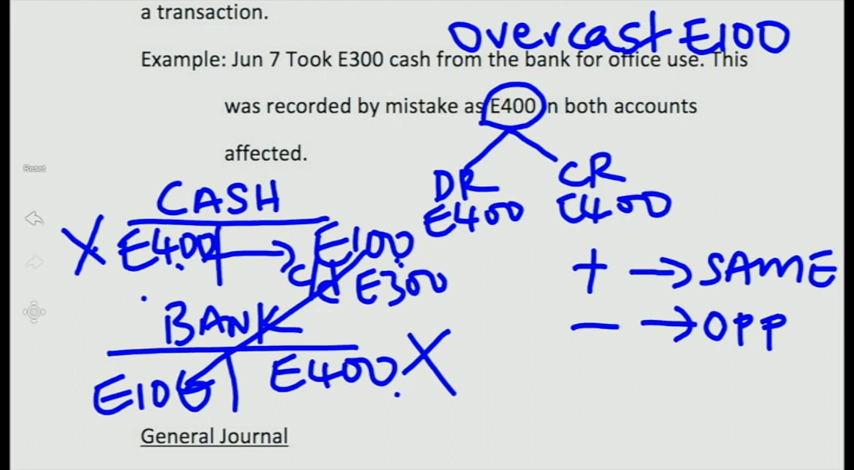 a transaction.
overcast E100
Example: Jun 7 Took E300 cash from the bank for office use. This
was recorded by mistake as E400 in both accounts
affected.
Reset
DR CR
E400 E400
CASH
X E400 E100
cd E300
+ → SAME
- → OPP
BANK
E100 E400 X
General Journal